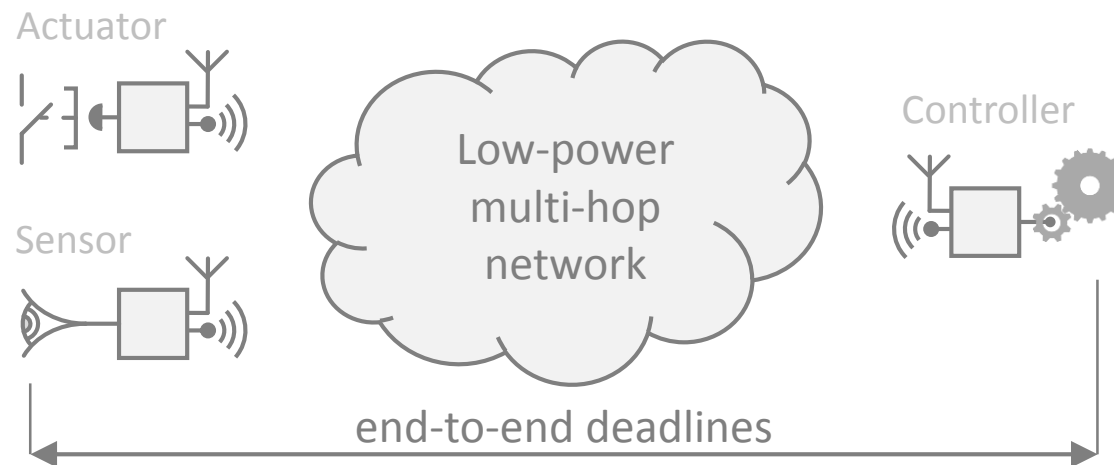 Actuator
Controller
Low-power
multi-hop
network
Sensor
end-to-end deadlines